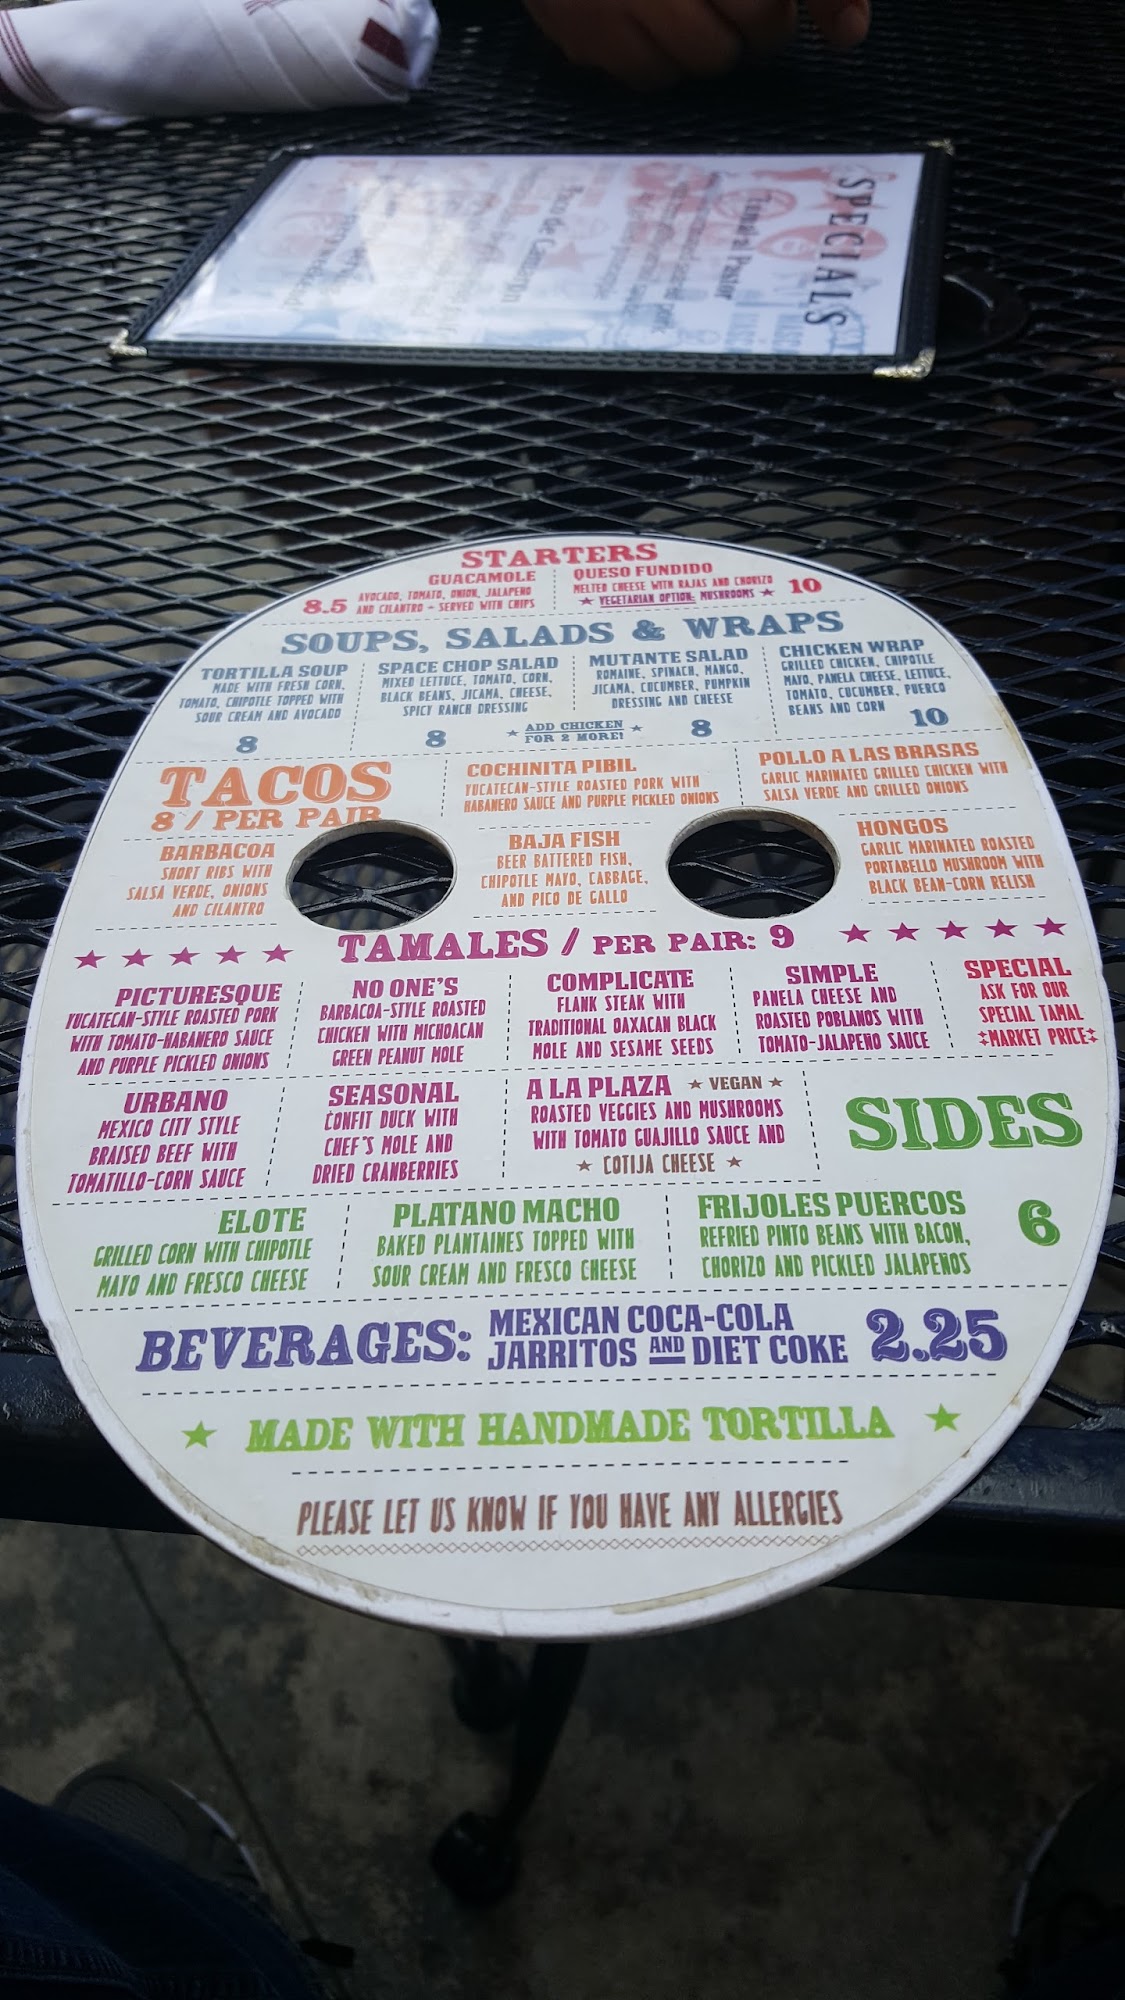 SPECIALS
STARTERS
GUACAMOLE
8.5 AVOCADO, TOMATO, ONION, JALAPEÑO
AND CILANTRO - SERVED WITH CHIPS
QUESO FUNDIDO
MELTED CHEESE WITH RAJAS AND CHORIZO
★ VEGETARIAN OPTION: MUSHROOMS ★
10
SOUPS, SALADS & WRAPS
TORTILLA SOUP
MADE WITH FRESH CORN,
TOMATO, CHIPOTLE TOPPED WITH
SOUR CREAM AND AVOCADO
8
SPACE CHOP SALAD
MIXED LETTUCE, TOMATO, CORN,
BLACK BEANS, JICAMA, CHEESE,
SPICY RANCH DRESSING
8
MUTANTE SALAD
ROMAINE, SPINACH, MANGO,
JICAMA, CUCUMBER, PUMPKIN
DRESSING AND CHEESE
8
★ ADD CHICKEN ★
FOR 2 MORE!
CHICKEN WRAP
GRILLED CHICKEN, CHIPOTLE
MAYO, PANELA CHEESE, LETTUCE,
TOMATO, CUCUMBER, PUERCO
BEANS AND CORN
10
TACOS
8 / PER PAIR
COCHINITA PIBIL
YUCATECAN-STYLE ROASTED PORK WITH
HABANERO SAUCE AND PURPLE PICKLED ONIONS
POLLO A LAS BRASAS
GARLIC MARINATED GRILLED CHICKEN WITH
SALSA VERDE AND GRILLED ONIONS
BARBACOA
SHORT RIBS WITH
SALSA VERDE, ONIONS
AND CILANTRO
BAJA FISH
BEER BATTERED FISH,
CHIPOTLE MAYO, CABBAGE,
AND PICO DE GALLO
HONGOS
GARLIC MARINATED ROASTED
PORTABELLO MUSHROOM WITH
BLACK BEAN-CORN RELISH
★ ★ ★ ★ ★ TAMALES / PER PAIR: 9 ★ ★ ★ ★ ★
PICTURESQUE
YUCATECAN-STYLE ROASTED PORK
WITH TOMATO-HABANERO SAUCE
AND PURPLE PICKLED ONIONS
NO ONE'S
BARBACOA-STYLE ROASTED
CHICKEN WITH MICHOACAN
GREEN PEANUT MOLE
COMPLICATE
FLANK STEAK WITH
TRADITIONAL OAXACAN BLACK
MOLE AND SESAME SEEDS
SIMPLE
PANELA CHEESE AND
ROASTED POBLANOS WITH
TOMATO-JALAPEÑO SAUCE
SPECIAL
ASK FOR OUR
SPECIAL TAMAL
‡MARKET PRICE‡
URBANO
MEXICO CITY STYLE
BRAISED BEEF WITH
TOMATILLO-CORN SAUCE
SEASONAL
CONFIT DUCK WITH
CHEF'S MOLE AND
DRIED CRANBERRIES
A LA PLAZA ★ VEGAN ★
ROASTED VEGGIES AND MUSHROOMS
WITH TOMATO GUAJILLO SAUCE AND
★ COTIJA CHEESE ★
SIDES
ELOTE
GRILLED CORN WITH CHIPOTLE
MAYO AND FRESCO CHEESE
PLATANO MACHO
BAKED PLANTAINES TOPPED WITH
SOUR CREAM AND FRESCO CHEESE
FRIJOLES PUERCOS
REFRIED PINTO BEANS WITH BACON,
CHORIZO AND PICKLED JALAPEÑOS
6
BEVERAGES: MEXICAN COCA-COLA
JARRITOS AND DIET COKE 2.25
★ MADE WITH HANDMADE TORTILLA ★
PLEASE LET US KNOW IF YOU HAVE ANY ALLERGIES